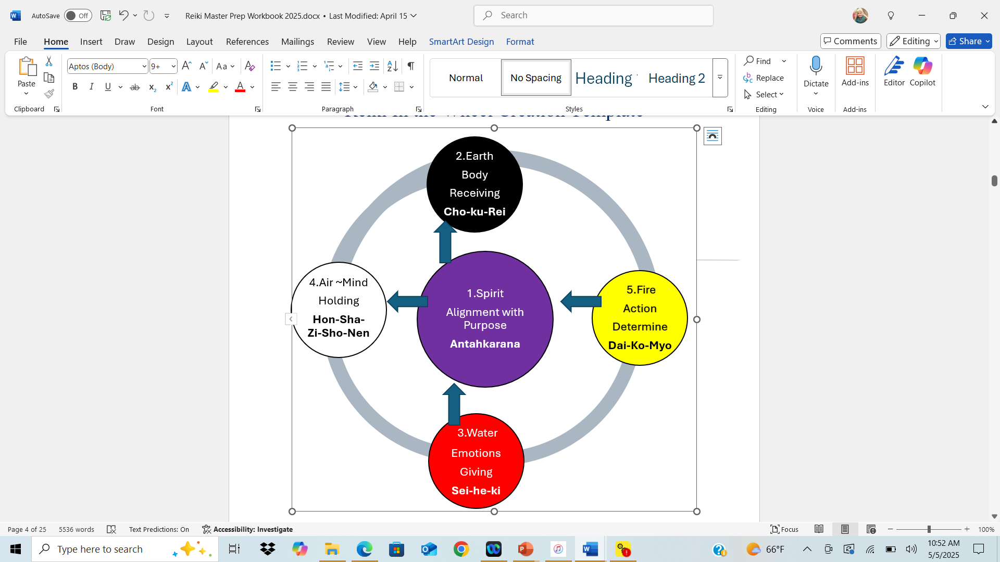 AutoSave Off Reiki Master Prep Workbook 2025.docx • Last Modified: April 15 Search
File Home Insert Draw Design Layout References Mailings Review View Help SmartArt Design Format Comments Editing Share
Paste
Clipboard
Aptos (Body) 9+
Font
Paragraph
Normal No Spacing Heading Heading 2
Styles
Find
Replace
Select
Editing
Dictate
Voice
Add-ins
Add-ins
Editor Copilot
2.Earth
Body
Receiving
Cho-ku-Rei
4.Air ~Mind
Holding
Hon-Sha-
Zi-Sho-Nen
1.Spirit
Alignment with
Purpose
Antahkarana
5.Fire
Action
Determine
Dai-Ko-Myo
3.Water
Emotions
Giving
Sei-he-ki
Page 4 of 25 5536 words Text Predictions: On Accessibility: Investigate Focus 100%
Type here to search 66°F 10:52 AM
5/5/2025